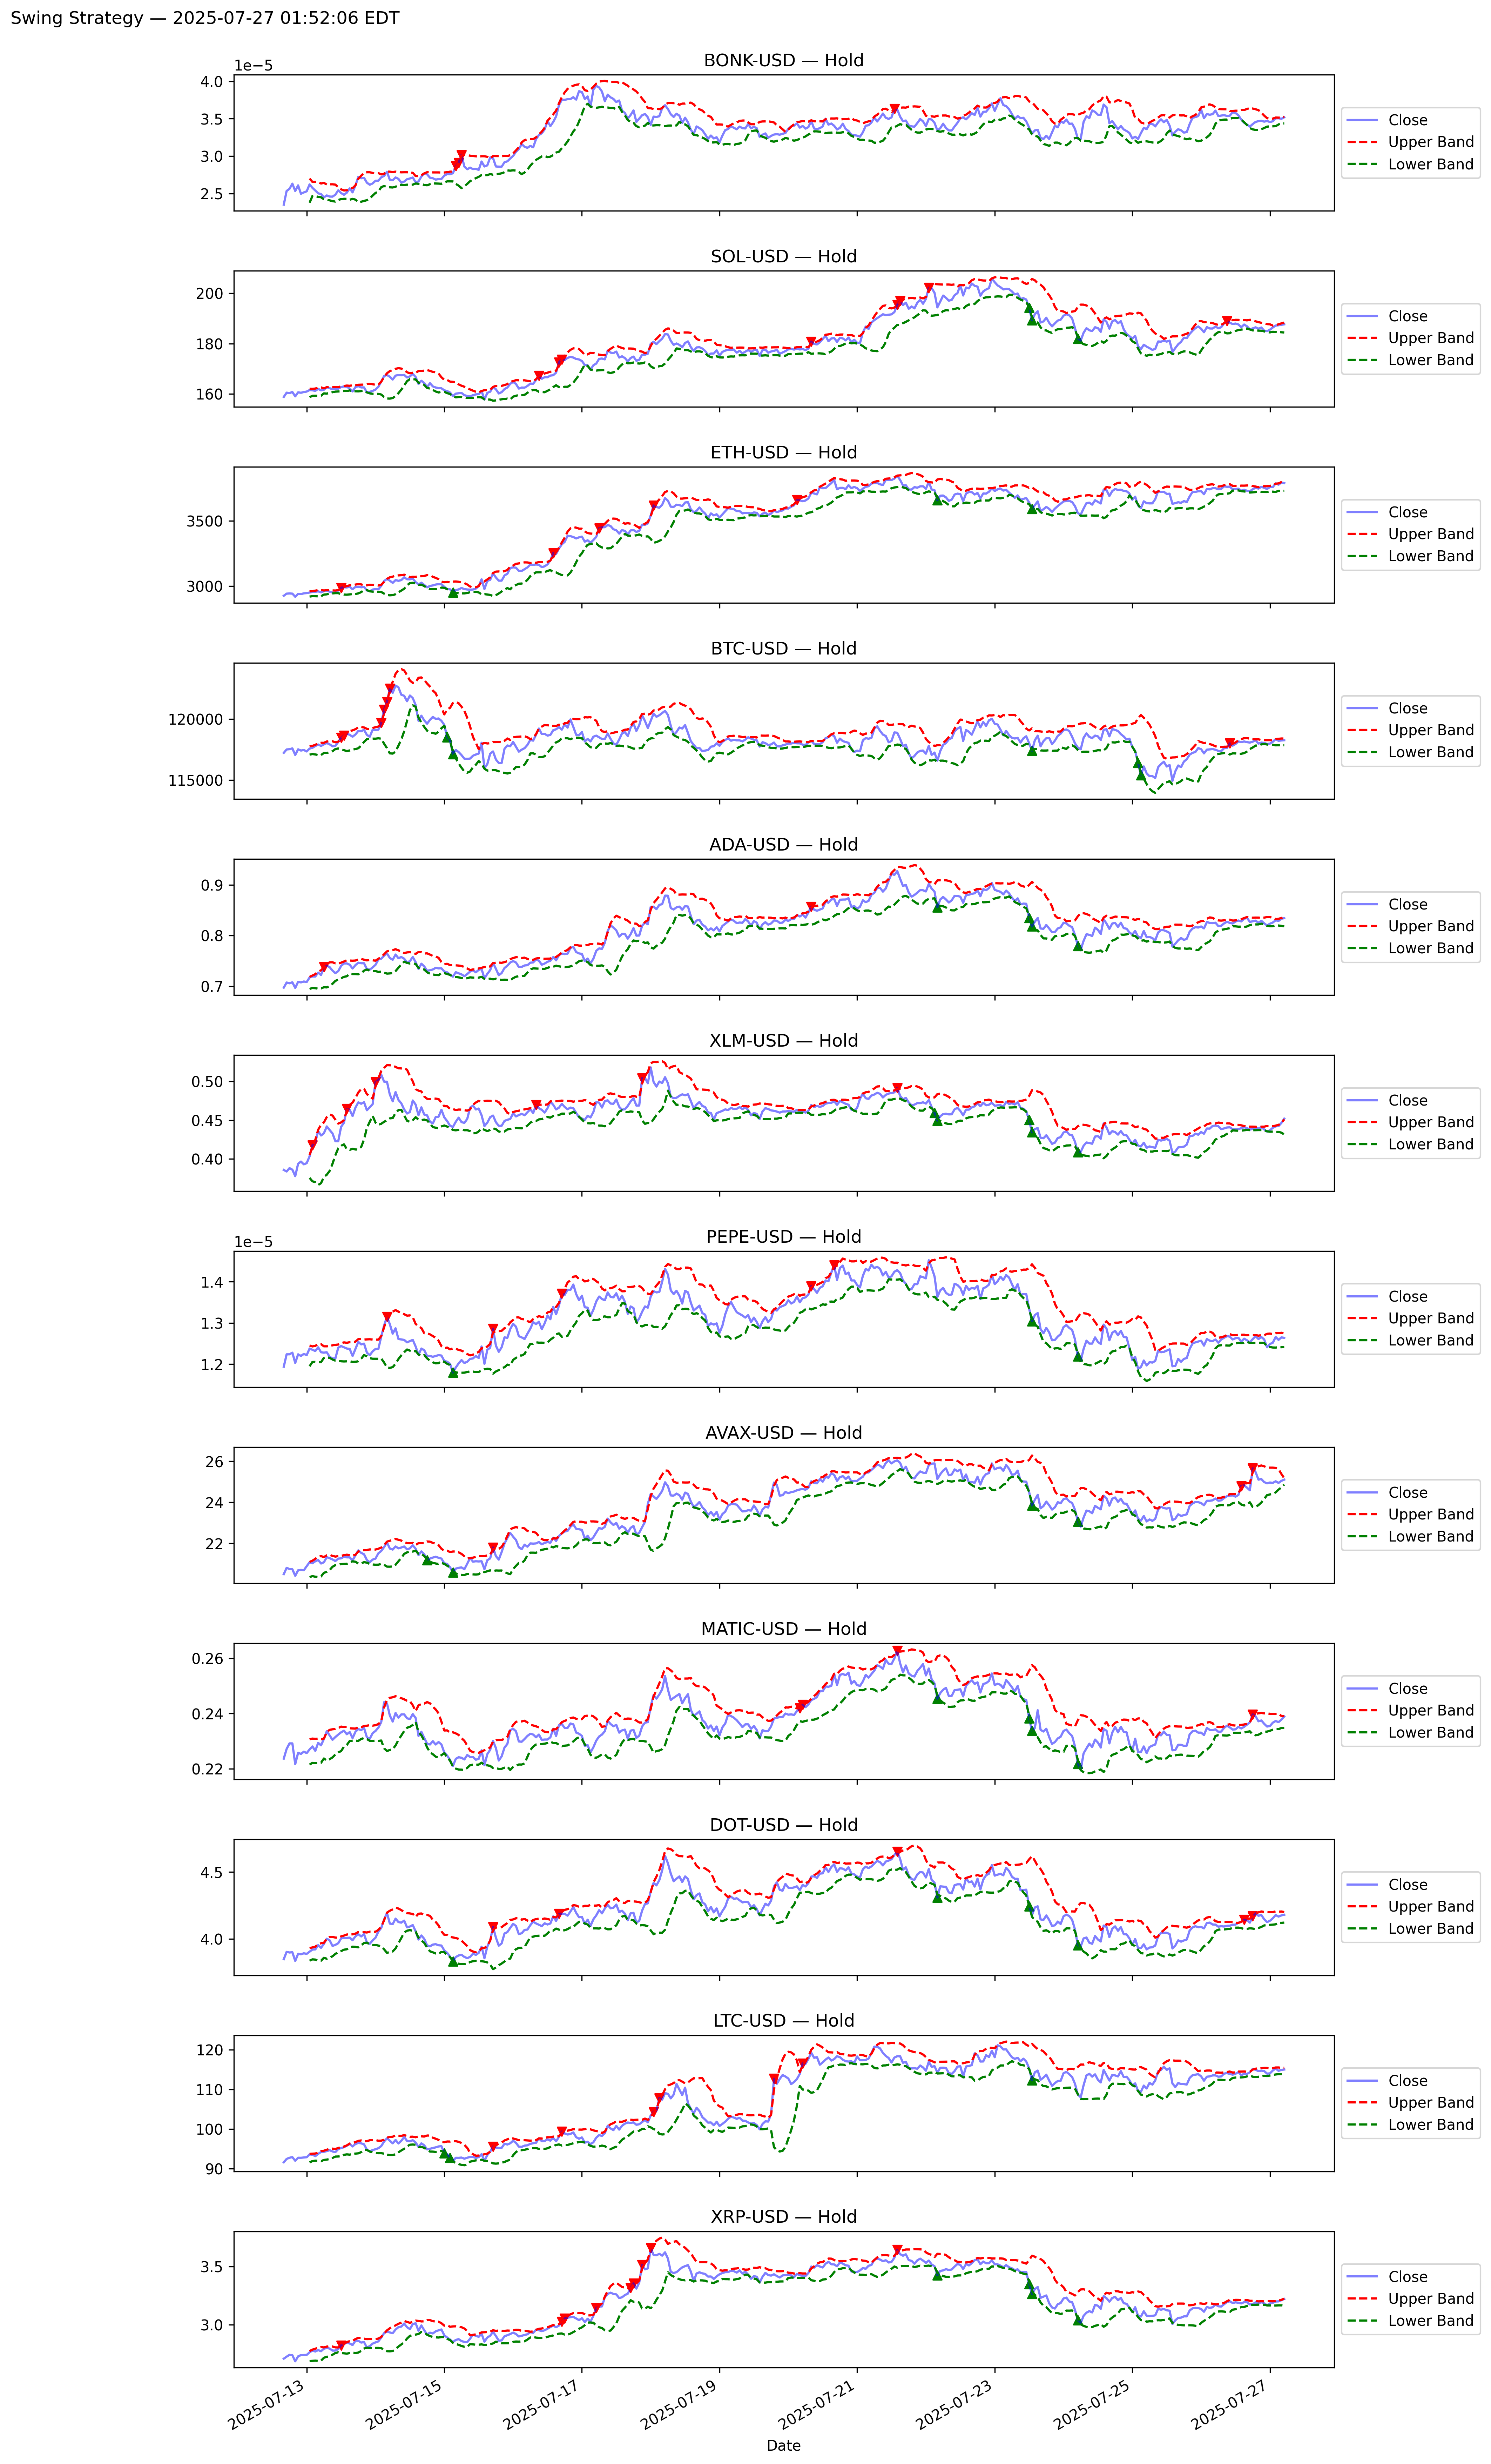 Swing Strategy — 2025-07-27 01:52:06 EDT
BONK-USD — Hold
1e−5
4.0
3.5
3.0
2.5
Close
Upper Band
Lower Band
SOL-USD — Hold
200
180
160
Close
Upper Band
Lower Band
ETH-USD — Hold
3500
3000
Close
Upper Band
Lower Band
BTC-USD — Hold
120000
115000
Close
Upper Band
Lower Band
ADA-USD — Hold
0.9
0.8
0.7
Close
Upper Band
Lower Band
XLM-USD — Hold
0.50
0.45
0.40
Close
Upper Band
Lower Band
PEPE-USD — Hold
1e−5
1.4
1.3
1.2
Close
Upper Band
Lower Band
AVAX-USD — Hold
26
24
22
Close
Upper Band
Lower Band
MATIC-USD — Hold
0.26
0.24
0.22
Close
Upper Band
Lower Band
DOT-USD — Hold
4.5
4.0
Close
Upper Band
Lower Band
LTC-USD — Hold
120
110
100
90
Close
Upper Band
Lower Band
XRP-USD — Hold
3.5
3.0
Close
Upper Band
Lower Band
2025-07-13
2025-07-15
2025-07-17
2025-07-19
2025-07-21
2025-07-23
2025-07-25
2025-07-27
Date